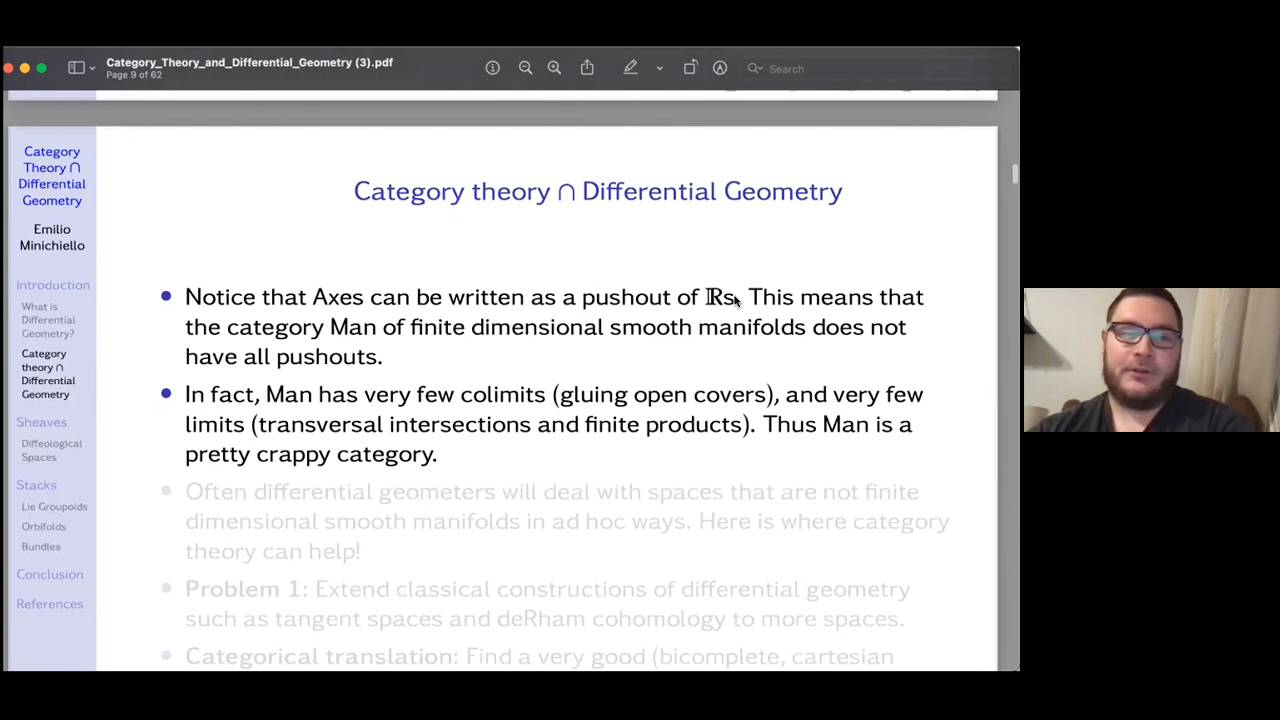 Category_Theory_and_Differential_Geometry (3).pdf
Page 9 of 62
Search
Category
Theory ∩
Differential
Geometry
Emilio
Minichiello
Introduction
What is
Differential
Geometry?
Category
theory ∩
Differential
Geometry
Sheaves
Diffeological
Spaces
Stacks
Lie Groupoids
Orbifolds
Bundles
Conclusion
References
Category theory ∩ Differential Geometry
• Notice that Axes can be written as a pushout of ℝs. This means that
the category Man of finite dimensional smooth manifolds does not
have all pushouts.
• In fact, Man has very few colimits (gluing open covers), and very few
limits (transversal intersections and finite products). Thus Man is a
pretty crappy category.
• Often differential geometers will deal with spaces that are not finite
dimensional smooth manifolds in ad hoc ways. Here is where category
theory can help!
• Problem 1: Extend classical constructions of differential geometry
such as tangent spaces and deRham cohomology to more spaces.
• Categorical translation: Find a very good (bicomplete, cartesian